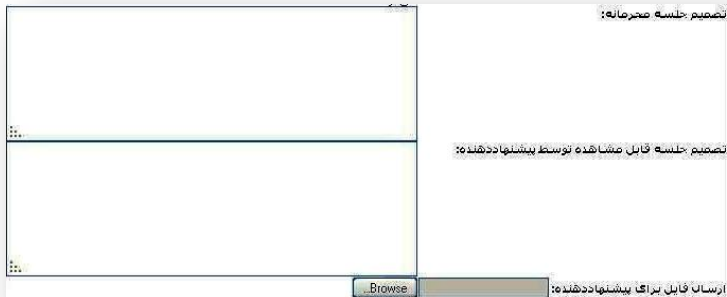 تصمیم جلسه محرمانه:
تصمیم جلسه قابل مشاهده توسط پیشنهاددهنده:
ارسال فایل برای پیشنهاددهنده: Browse..